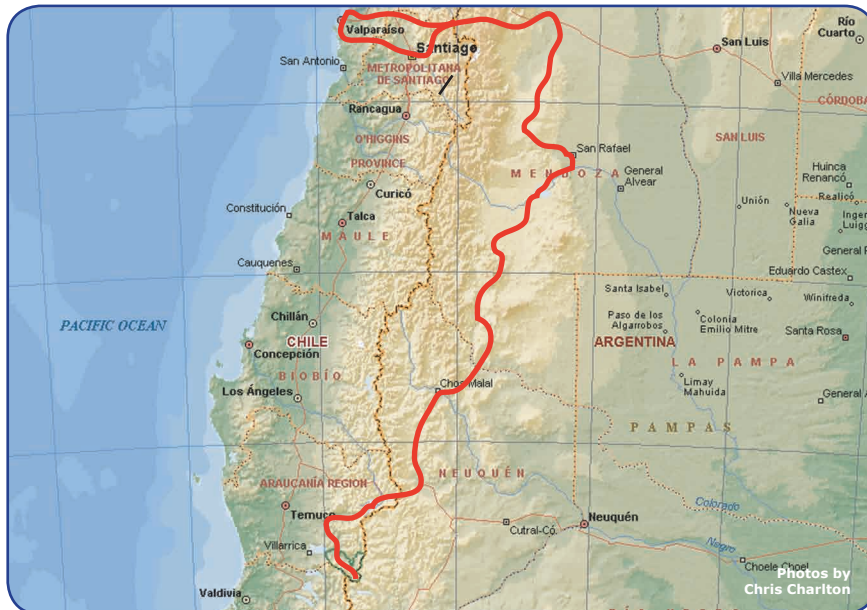 Valparaíso
Santiago
San Antonio
METROPOLITANA
DE SANTIAGO
Rancagua
O'HIGGINS
PROVINCE
Curicó
Constitución
Talca
MAULE
Cauquenes
PACIFIC OCEAN
Chillán
CHILE
Concepción
BIOBÍO
Los Ángeles
Chos Malal
ARAUCANÍA REGION
NEUQUÉN
Temuco
Villarrica
Valdivia
Cutral-Có.
Neuquén
San Luis
Río
Cuarto
Villa Mercedes
CÓRDOBA
SAN LUIS
San Rafael
MENDOZA
General
Alvear
Huinca
Renancó
Realicó
Unión
Nueva
Galia
Eduardo Castex
Santa Isabel
Victorica
Winifreda
Paso de los
Algarrobos
Colonia
Emilio Mitre
Santa Rosa
ARGENTINA
LA PAMPA
Limay
Mahuida
PAMPAS
Colorado
Negro
Choele Choel
Photos by
Chris Charlton